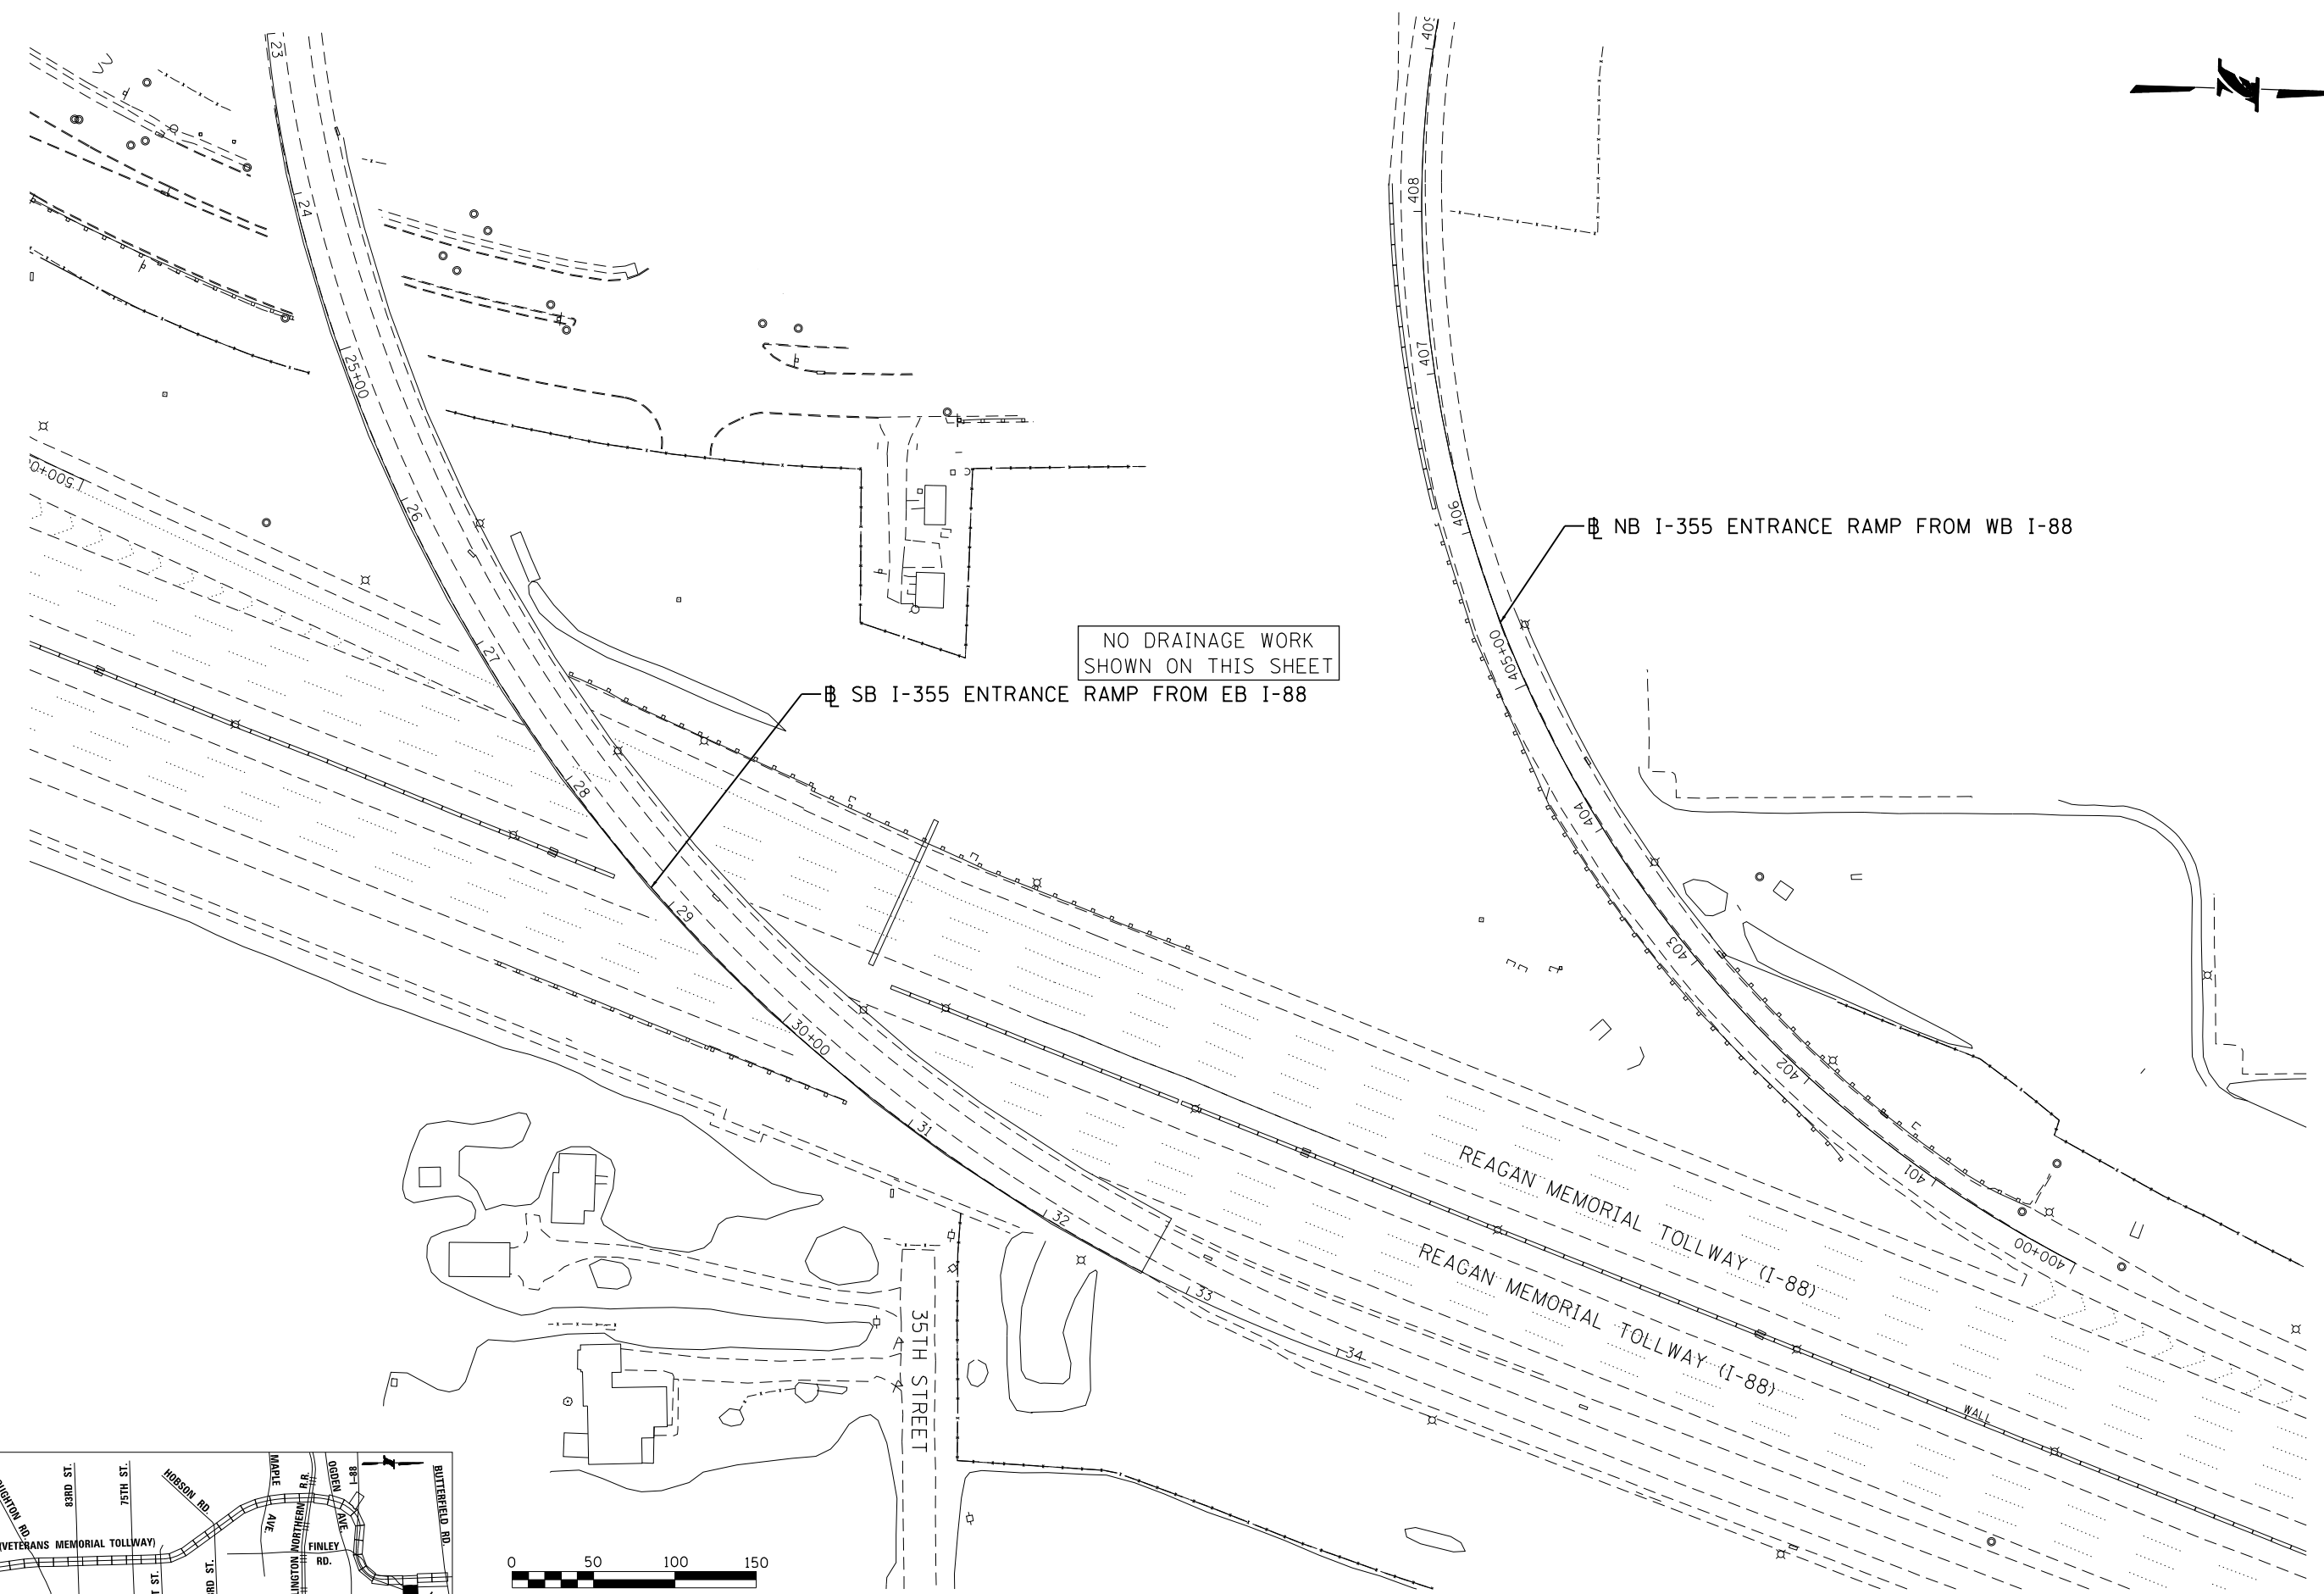 23
24
25+00
26
27
28
29
30+00
31
32
33
34
408
407
406
405+00
404
403
402
401
400+00
NB I-355 ENTRANCE RAMP FROM WB I-88
NO DRAINAGE WORK
SHOWN ON THIS SHEET
SB I-355 ENTRANCE RAMP FROM EB I-88
REAGAN MEMORIAL TOLLWAY (I-88)
REAGAN MEMORIAL TOLLWAY (I-88)
WALL
35TH STREET
83RD ST.
75TH ST.
HOBSON RD.
MAPLE AVE.
R.R.
OGDEN AVE.
I-88
BUTTERFIELD RD.
(VETERANS MEMORIAL TOLLWAY)
NORTHERN
FINLEY
RD.
0 50 100 150